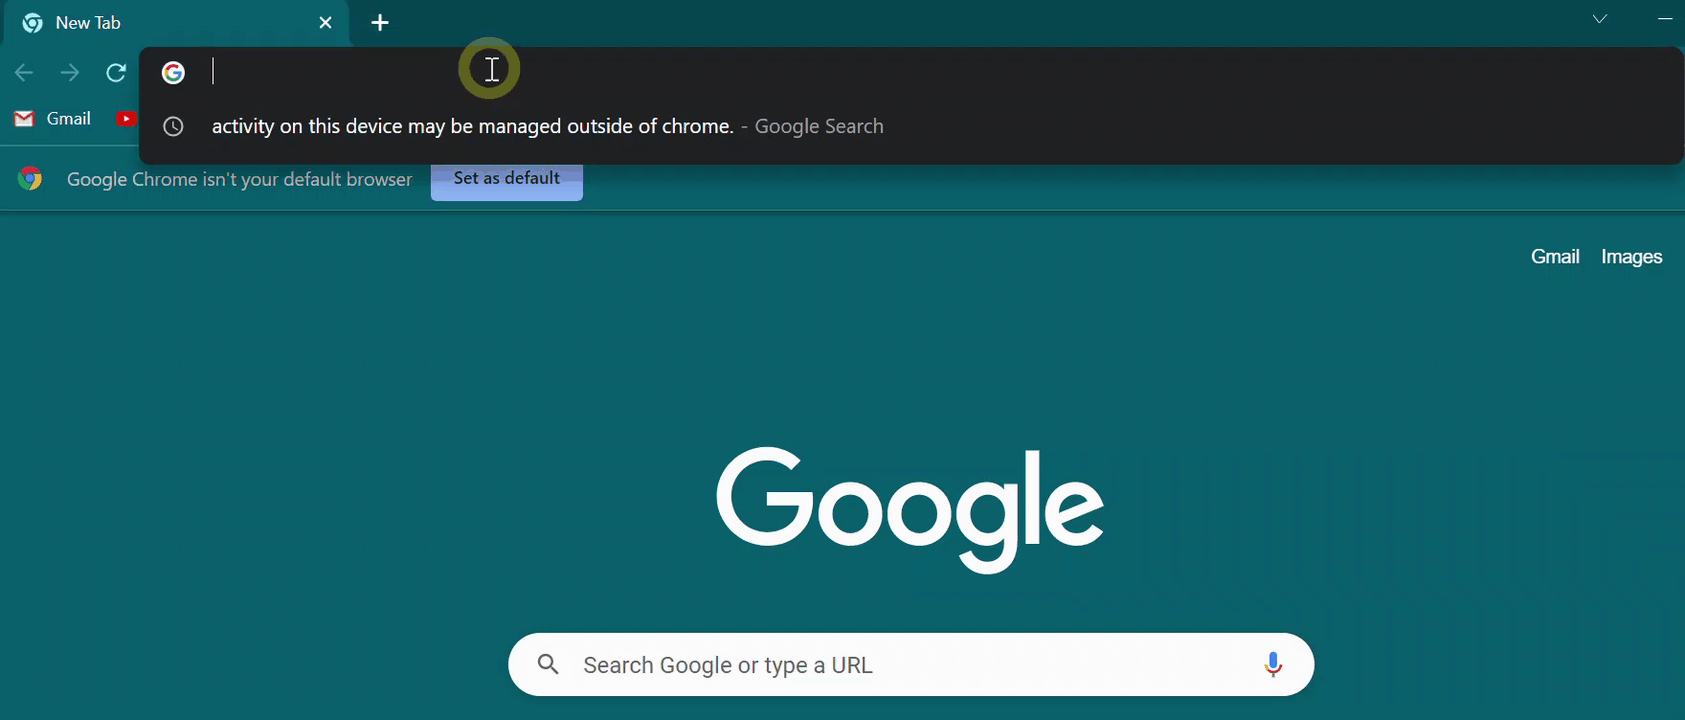 New Tab
activity on this device may be managed outside of chrome. - Google Search
Gmail
Google Chrome isn't your default browser
Set as default
Gmail Images
Google
Search Google or type a URL